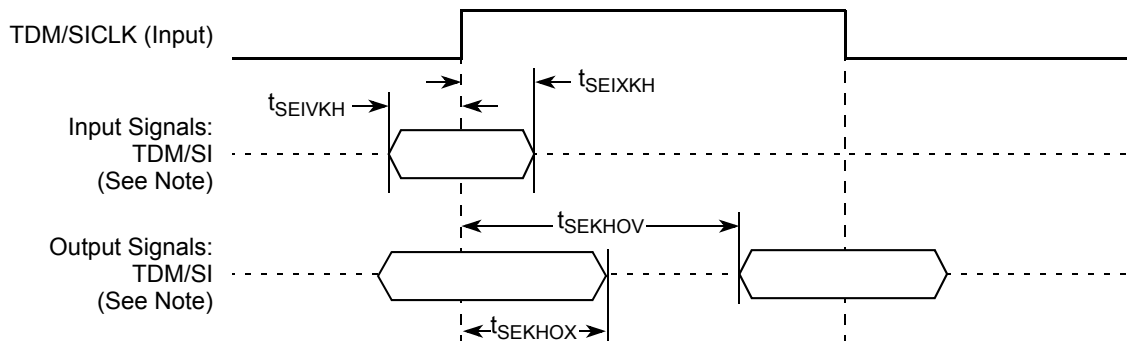 TDM/SICLK (Input)
tSEIXKH
tSEIVKH
Input Signals:
TDM/SI
(See Note)
tSEKHOV
Output Signals:
TDM/SI
(See Note)
tSEKHOX